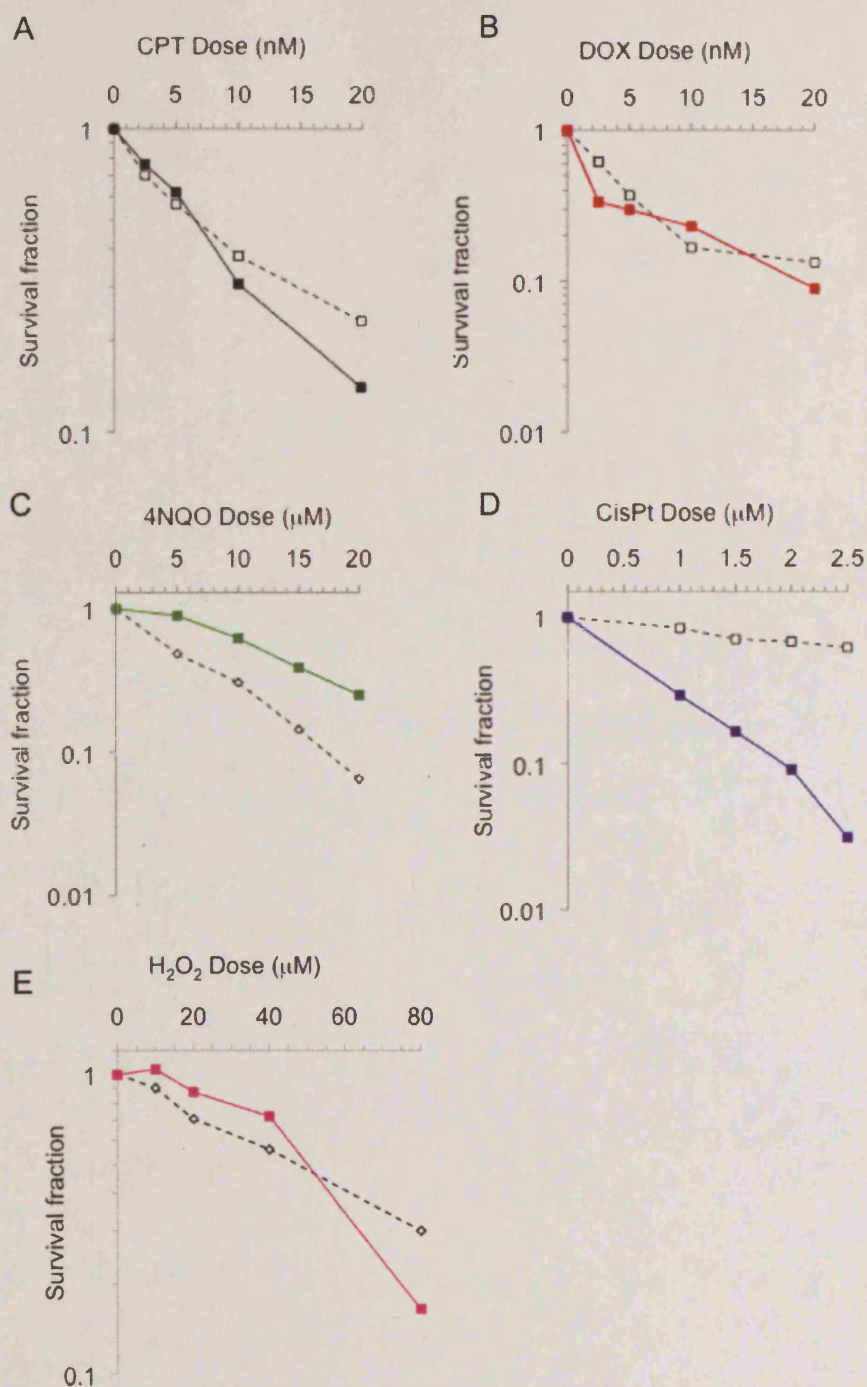 A
CPT Dose (nM)
0 5 10 15 20
1
0.1
Survival fraction
B
DOX Dose (nM)
0 5 10 15 20
1
0.1
0.01
Survival fraction
C
4NQO Dose (μM)
0 5 10 15 20
1
0.1
0.01
Survival fraction
D
CisPt Dose (μM)
0 0.5 1 1.5 2 2.5
1
0.1
0.01
Survival fraction
E
H₂O₂ Dose (μM)
0 20 40 60 80
1
0.1
Survival fraction